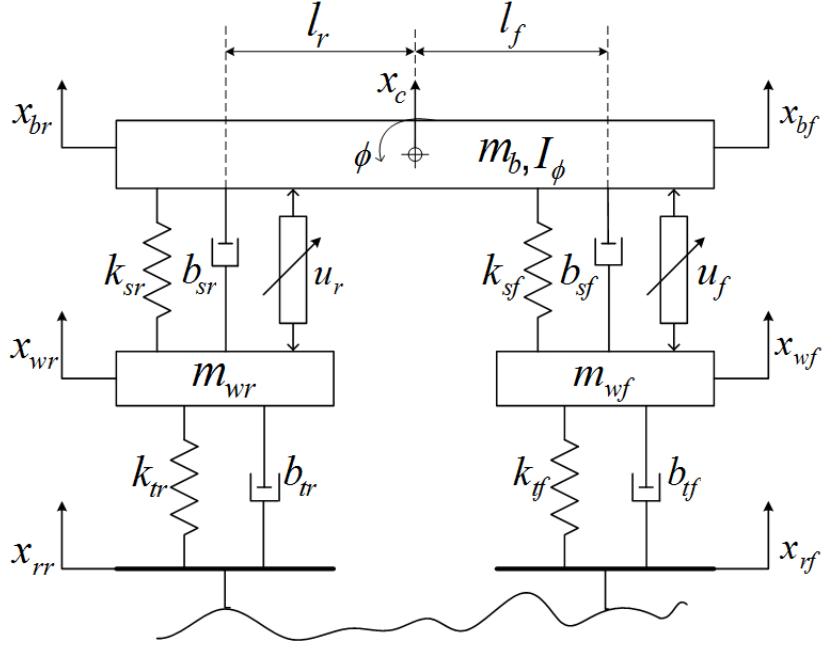 l_r l_f
x_c
x_br x_bf
ϕ m_b, I_ϕ
k_sr b_sr u_r k_sf b_sf u_f
x_wr x_wf
m_wr m_wf
k_tr b_tr k_tf b_tf
x_rr x_rf